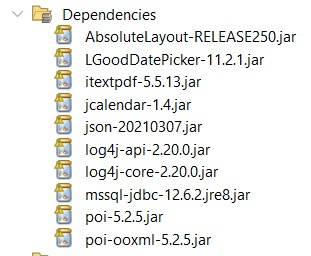 Dependencies
AbsoluteLayout-RELEASE250.jar
LGoodDatePicker-11.2.1.jar
itextpdf-5.5.13.jar
jcalendar-1.4.jar
json-20210307.jar
log4j-api-2.20.0.jar
log4j-core-2.20.0.jar
mssql-jdbc-12.6.2.jre8.jar
poi-5.2.5.jar
poi-ooxml-5.2.5.jar